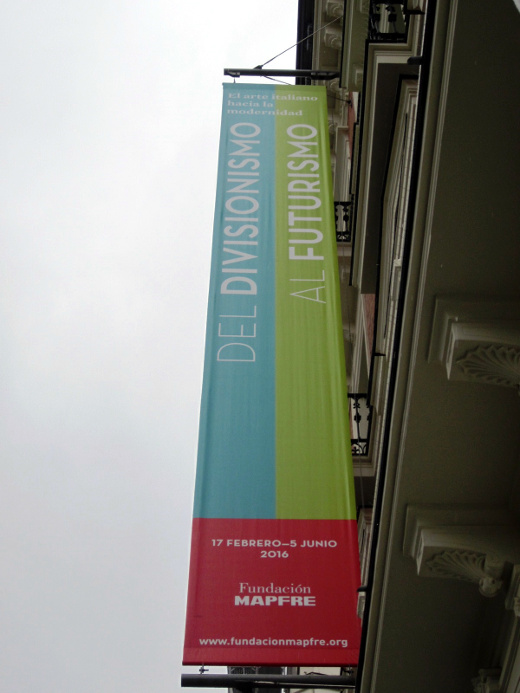 El arte italiano
hacia la
modernidad
DEL DIVISIONISMO
AL FUTURISMO
17 FEBRERO—5 JUNIO
2016
Fundación
MAPFRE
www.fundacionmapfre.org